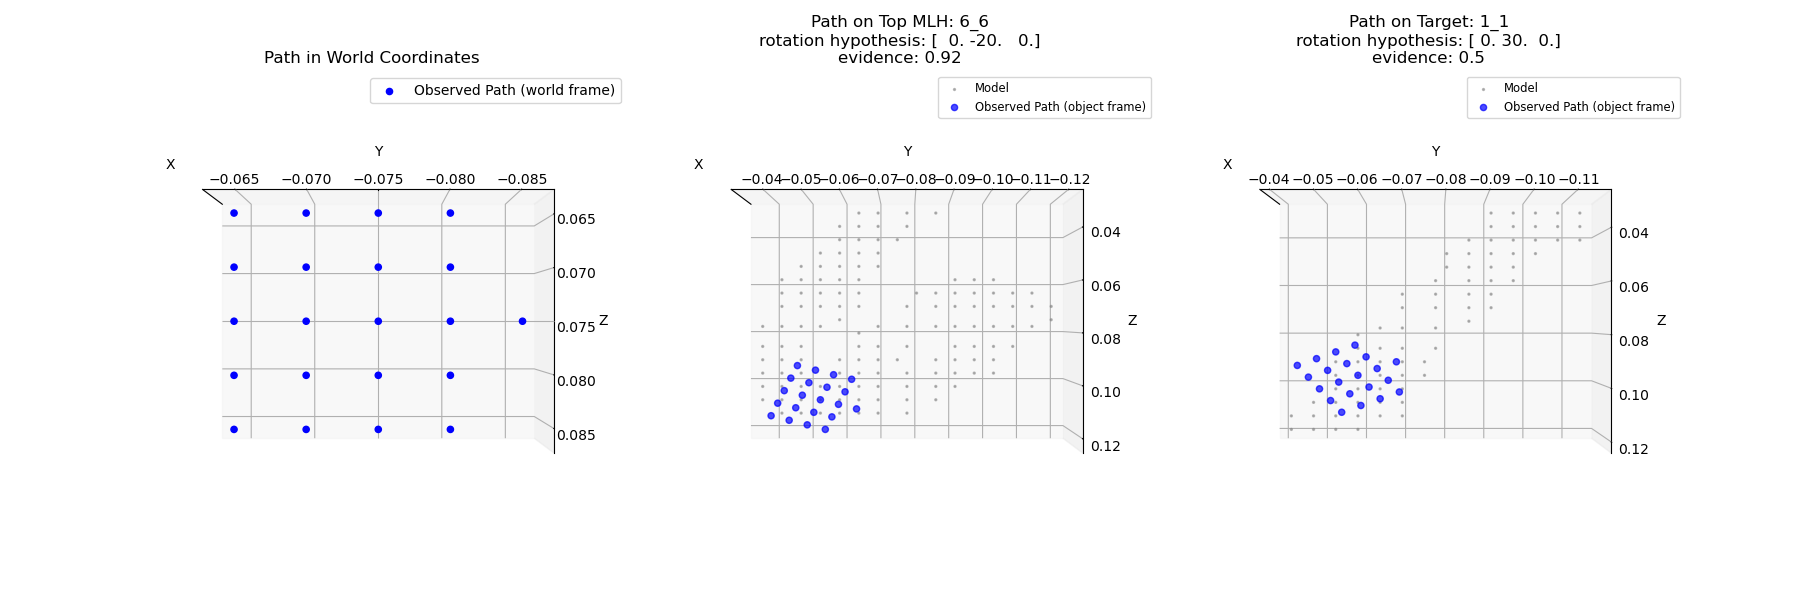 Path in World Coordinates
Observed Path (world frame)
X
Y
−0.065 −0.070 −0.075 −0.080 −0.085
0.065
0.070
0.075
Z
0.080
0.085
Path on Top MLH: 6_6
rotation hypothesis: [  0. -20.   0.]
evidence: 0.92
Model
Observed Path (object frame)
X
Y
−0.04 −0.05 −0.06 −0.07 −0.08 −0.09 −0.10 −0.11 −0.12
0.04
0.06
Z
0.08
0.10
0.12
Path on Target: 1_1
rotation hypothesis: [ 0. 30.  0.]
evidence: 0.5
Model
Observed Path (object frame)
X
Y
−0.04 −0.05 −0.06 −0.07 −0.08 −0.09 −0.10 −0.11
0.04
0.06
Z
0.08
0.10
0.12